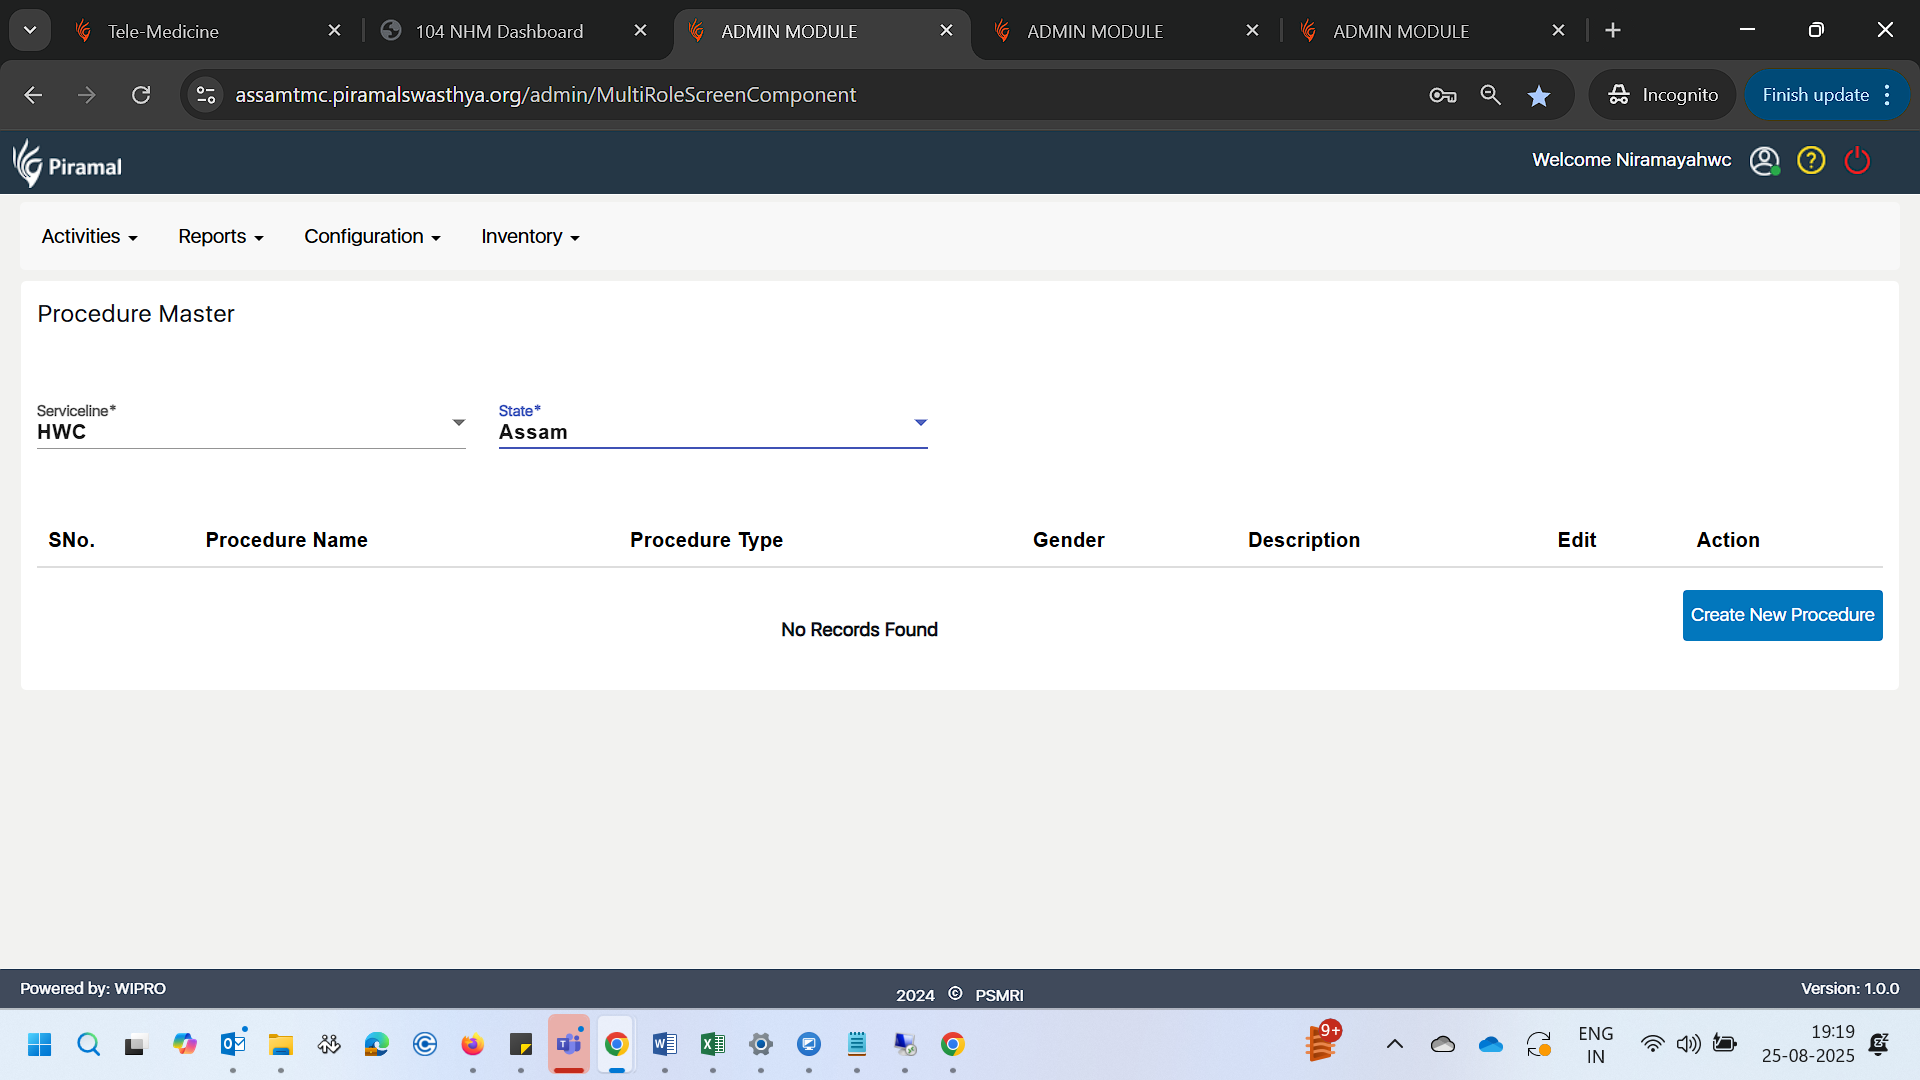 Tele-Medicine
104 NHM Dashboard
ADMIN MODULE
ADMIN MODULE
ADMIN MODULE
assamtmc.piramalswasthya.org/admin/MultiRoleScreenComponent
Incognito
Finish update
Piramal
Welcome Niramayahwc
?
Activities
Reports
Configuration
Inventory
Procedure Master
Serviceline*
HWC
State*
Assam
SNo.
Procedure Name
Procedure Type
Gender
Description
Edit
Action
No Records Found
Create New Procedure
Powered by: WIPRO
2024 © PSMRI
Version: 1.0.0
9+
ENG
IN
19:19
25-08-2025